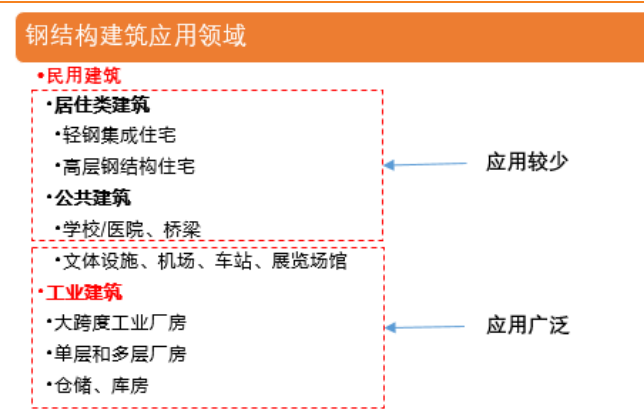 钢结构建筑应用领域
•民用建筑
•居住类建筑
•轻钢集成住宅
•高层钢结构住宅
应用较少
•公共建筑
•学校/医院、桥梁
•文体设施、机场、车站、展览场馆
•工业建筑
•大跨度工业厂房
应用广泛
•单层和多层厂房
•仓储、库房